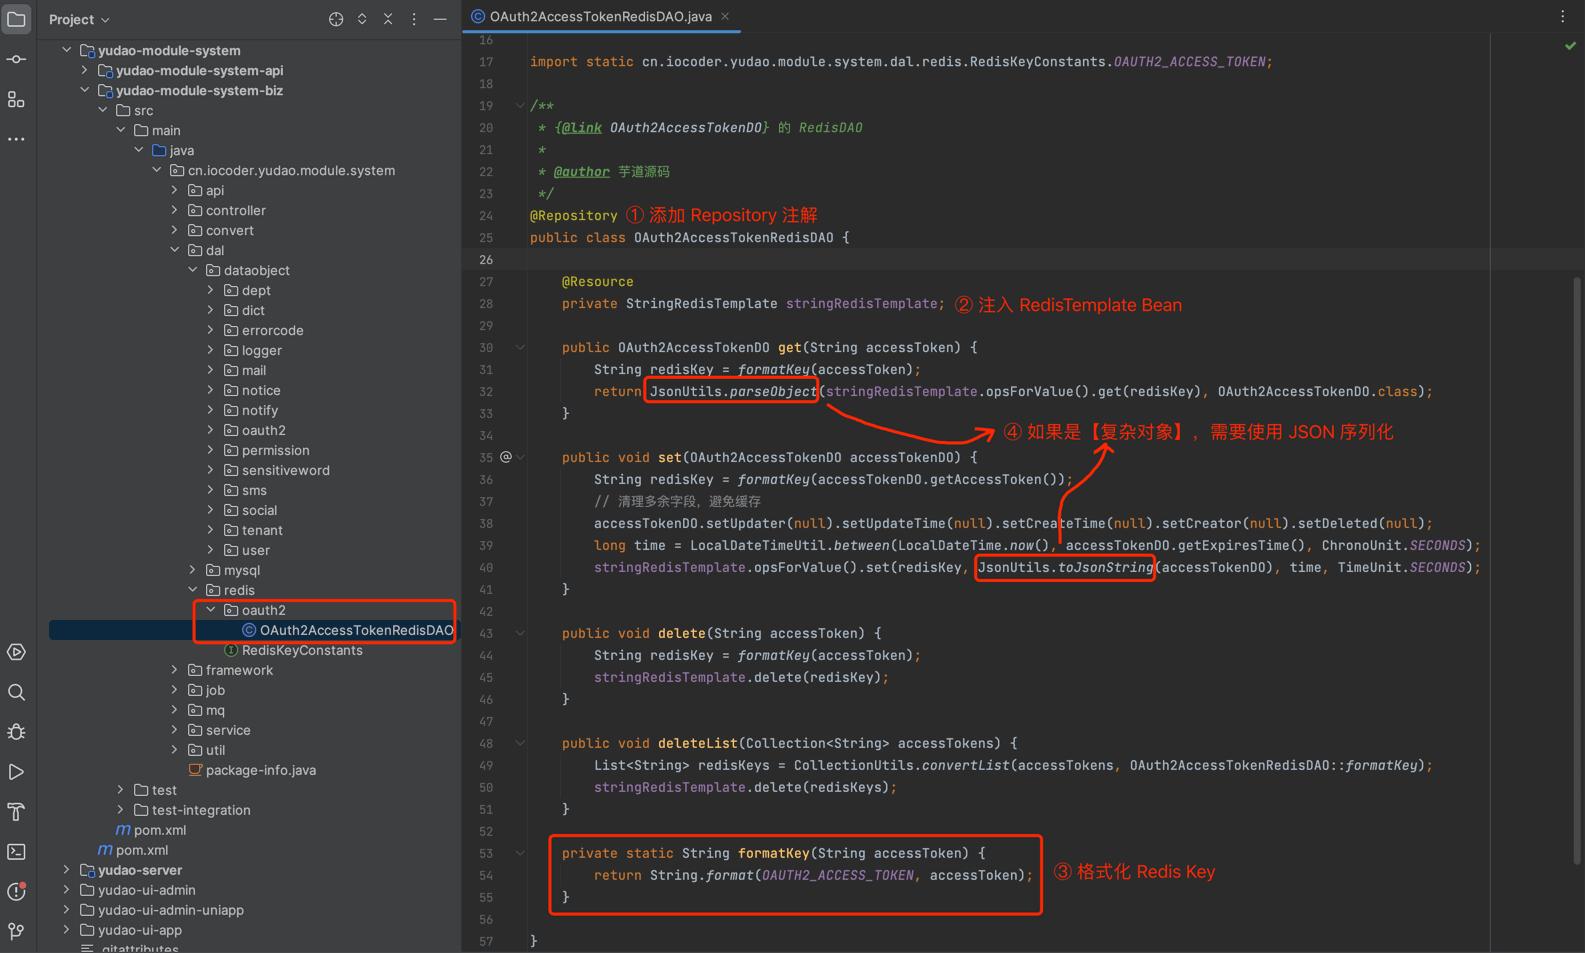 Project
yudao-module-system
yudao-module-system-api
yudao-module-system-biz
src
main
java
cn.iocoder.yudao.module.system
api
controller
convert
dal
dataobject
dept
dict
errorcode
logger
mail
notice
notify
oauth2
permission
sensitiveword
sms
social
tenant
user
mysql
redis
oauth2
OAuth2AccessTokenRedisDAO
RedisKeyConstants
framework
job
mq
service
util
package-info.java
test
test-integration
pom.xml
pom.xml
yudao-server
yudao-ui-admin
yudao-ui-admin-uniapp
yudao-ui-app
.gitattributes
OAuth2AccessTokenRedisDAO.java
16
17 import static cn.iocoder.yudao.module.system.dal.redis.RedisKeyConstants.OAUTH2_ACCESS_TOKEN;
18
19 /**
20 * {@link OAuth2AccessTokenDO} 的 RedisDAO
21 *
22 * @author 芋道源码
23 */
24 @Repository ① 添加 Repository 注解
25 public class OAuth2AccessTokenRedisDAO {
26
27 @Resource
28 private StringRedisTemplate stringRedisTemplate; ② 注入 RedisTemplate Bean
29
30 public OAuth2AccessTokenDO get(String accessToken) {
31 String redisKey = formatKey(accessToken);
32 return JsonUtils.parseObject(stringRedisTemplate.opsForValue().get(redisKey), OAuth2AccessTokenDO.class);
33 }
34 ④ 如果是【复杂对象】，需要使用 JSON 序列化
35 @ public void set(OAuth2AccessTokenDO accessTokenDO) {
36 String redisKey = formatKey(accessTokenDO.getAccessToken());
37 // 清理多余字段，避免缓存
38 accessTokenDO.setUpdater(null).setUpdateTime(null).setCreateTime(null).setCreator(null).setDeleted(null);
39 long time = LocalDateTimeUtil.between(LocalDateTime.now(), accessTokenDO.getExpiresTime(), ChronoUnit.SECONDS);
40 stringRedisTemplate.opsForValue().set(redisKey, JsonUtils.toJsonString(accessTokenDO), time, TimeUnit.SECONDS);
41 }
42
43 public void delete(String accessToken) {
44 String redisKey = formatKey(accessToken);
45 stringRedisTemplate.delete(redisKey);
46 }
47
48 public void deleteList(Collection<String> accessTokens) {
49 List<String> redisKeys = CollectionUtils.convertList(accessTokens, OAuth2AccessTokenRedisDAO::formatKey);
50 stringRedisTemplate.delete(redisKeys);
51 }
52
53 private static String formatKey(String accessToken) {
54 return String.format(OAUTH2_ACCESS_TOKEN, accessToken); ③ 格式化 Redis Key
55 }
56
57 }